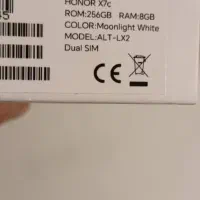 HONOR X7c
ROM:256GB RAM:8GB
COLOR:Moonlight White
MODEL:ALT-LX2
Dual SIM
CE